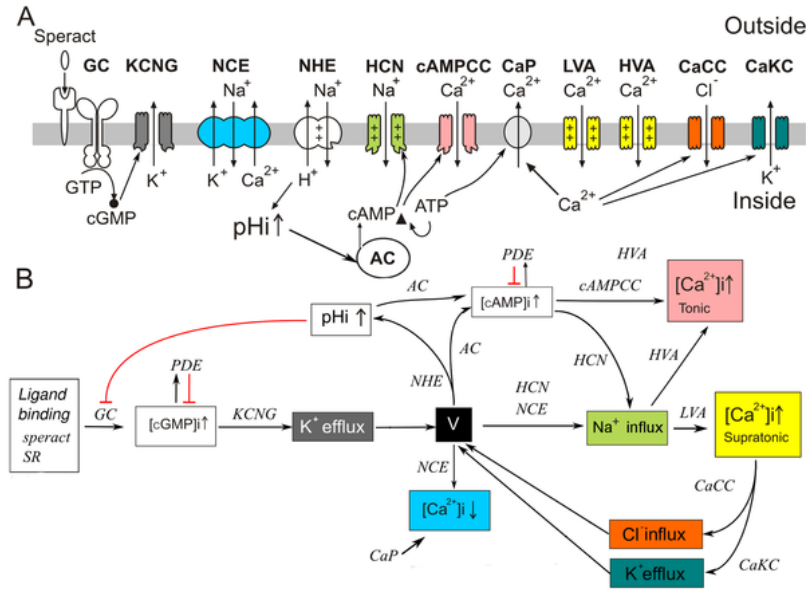 A
Outside
Speract
GC KCNG NCE NHE HCN cAMPCC CaP LVA HVA CaCC CaKC
Na⁺ Na⁺ Na⁺ Ca²⁺ Ca²⁺ Ca²⁺ Ca²⁺ Cl⁻
+ + + + + + + + + +
+ + + + + + + + + +
GTP K⁺ K⁺ Ca²⁺ H⁺ K⁺
cGMP pHi↑ cAMP ATP Ca²⁺ Inside
AC
B
PDE HVA
AC cAMPCC [Ca²⁺]i↑
pHi ↑ [cAMP]i↑ Tonic
PDE AC HCN HVA
NHE
Ligand
binding
speract
SR
GC [cGMP]i↑ KCNG K⁺ efflux V HCN
NCE Na⁺ influx LVA [Ca²⁺]i↑
Supratonic
NCE CaCC
[Ca²⁺]i ↓
Cl⁻influx
CaP
K⁺efflux CaKC